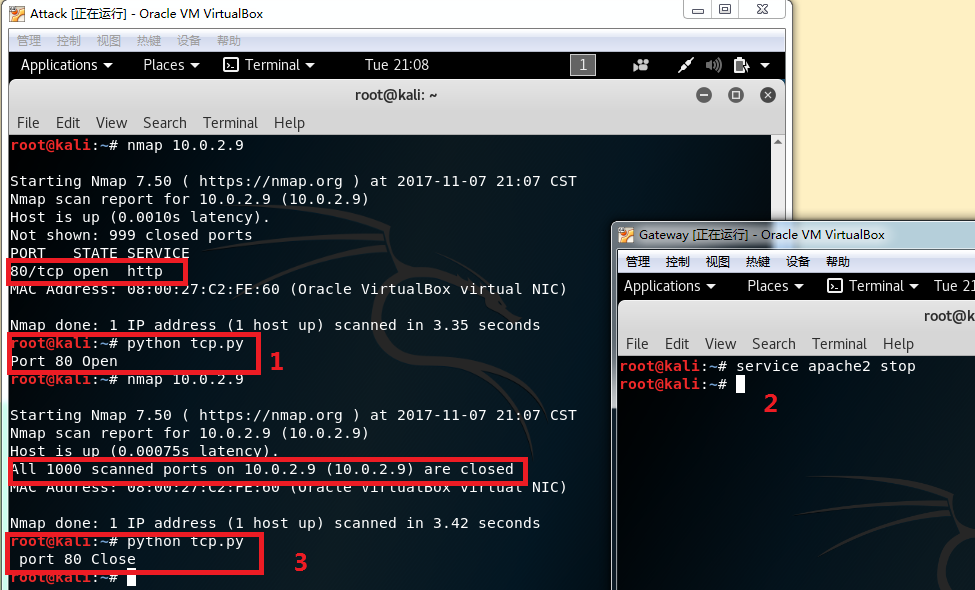 Attack [正在运行] - Oracle VM VirtualBox
管理 控制 视图 热键 设备 帮助
Applications Places Terminal Tue 21:08 1
root@kali: ~
File Edit View Search Terminal Help
root@kali:~# nmap 10.0.2.9
Starting Nmap 7.50 ( https://nmap.org ) at 2017-11-07 21:07 CST
Nmap scan report for 10.0.2.9 (10.0.2.9)
Host is up (0.0010s latency).
Not shown: 999 closed ports
PORT STATE SERVICE
80/tcp open http
MAC Address: 08:00:27:C2:FE:60 (Oracle VirtualBox virtual NIC)
Nmap done: 1 IP address (1 host up) scanned in 3.35 seconds
root@kali:~# python tcp.py
Port 80 Open
1
root@kali:~# nmap 10.0.2.9
Starting Nmap 7.50 ( https://nmap.org ) at 2017-11-07 21:07 CST
Nmap scan report for 10.0.2.9 (10.0.2.9)
Host is up (0.00075s latency).
All 1000 scanned ports on 10.0.2.9 (10.0.2.9) are closed
MAC Address: 08:00:27:C2:FE:60 (Oracle VirtualBox virtual NIC)
Nmap done: 1 IP address (1 host up) scanned in 3.42 seconds
root@kali:~# python tcp.py
port 80 Close
3
root@kali:~#
Gateway [正在运行] - Oracle VM VirtualBox
管理 控制 视图 热键 设备 帮助
Applications Places Terminal Tue 21
root@k
File Edit View Search Terminal Help
root@kali:~# service apache2 stop
root@kali:~#
2